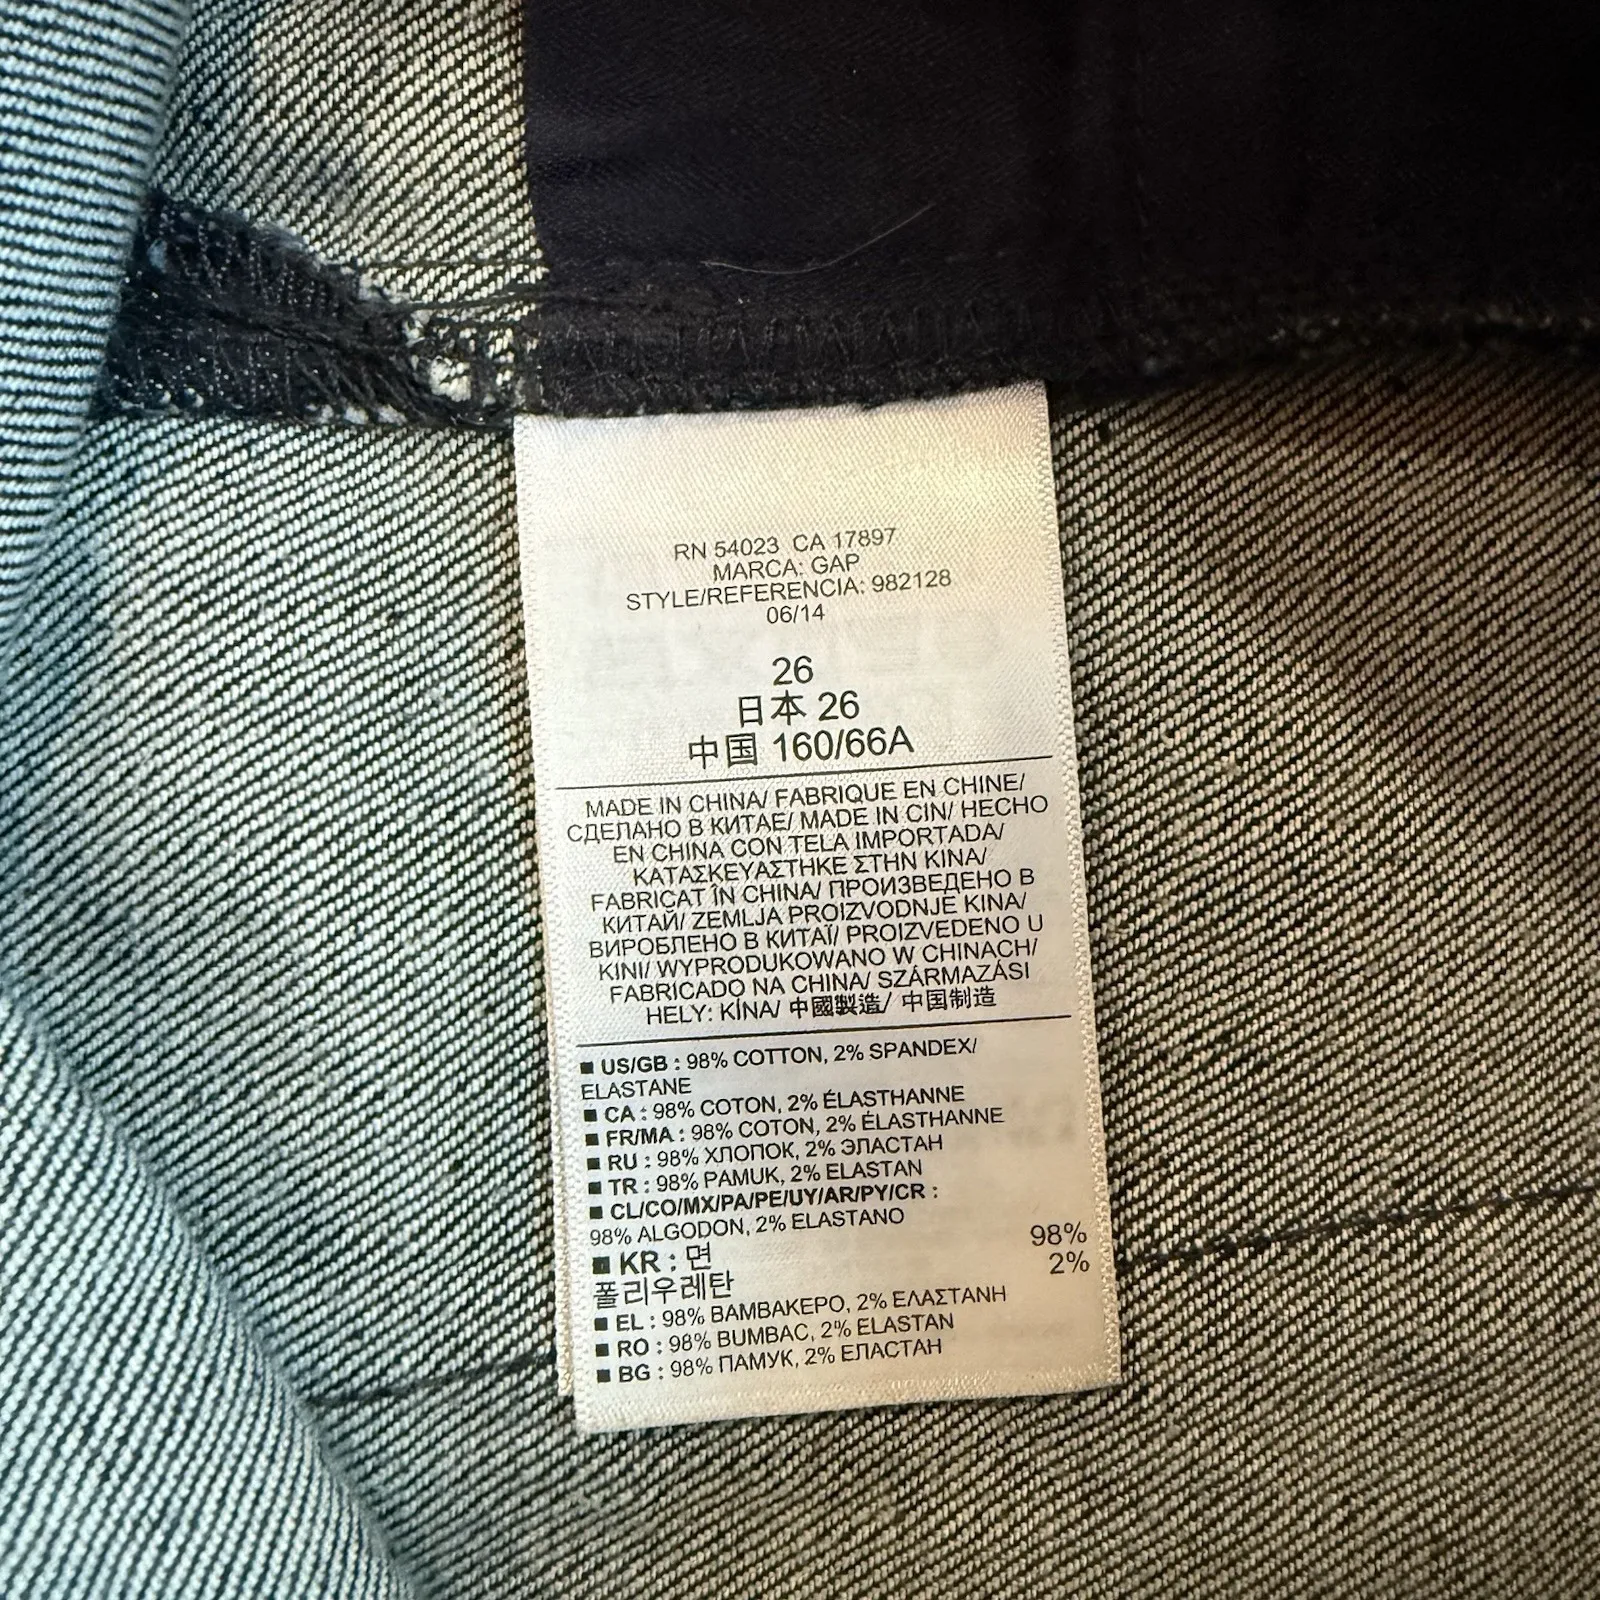 RN 54023 CA 17897
MARCA: GAP
STYLE/REFERENCIA: 982128
06/14
26
日本 26
中国 160/66A
MADE IN CHINA/ FABRIQUE EN CHINE/
СДЕЛАНО В КИТАЕ/ MADE IN CIN/ HECHO
EN CHINA CON TELA IMPORTADA/
ΚΑΤΑΣΚΕΥΑΣΤΗΚΕ ΣΤΗΝ ΚΙΝΑ/
FABRICAT ÎN CHINA/ ПРОИЗВЕДЕНО В
КИТАЙ/ ZEMLJA PROIZVODNJE KINA/
ВИРОБЛЕНО В КИТАЇ/ PROIZVEDENO U
KINI/ WYPRODUKOWANO W CHINACH/
FABRICADO NA CHINA/ SZÁRMAZÁSI
HELY: KÍNA/ 中國製造/ 中国制造
■ US/GB : 98% COTTON, 2% SPANDEX/
ELASTANE
■ CA : 98% COTON, 2% ÉLASTHANNE
■ FR/MA : 98% COTON, 2% ÉLASTHANNE
■ RU : 98% ХЛОПОК, 2% ЭЛАСТАН
■ TR : 98% PAMUK, 2% ELASTAN
■ CL/CO/MX/PA/PE/UY/AR/PY/CR :
98% ALGODON, 2% ELASTANO
■ KR : 면 98%
폴리우레탄 2%
■ EL : 98% ΒΑΜΒΑΚΕΡΟ, 2% ΕΛΑΣΤΑΝΗ
■ RO : 98% BUMBAC, 2% ELASTAN
■ BG : 98% ПАМУК, 2% ЕЛАСТАН